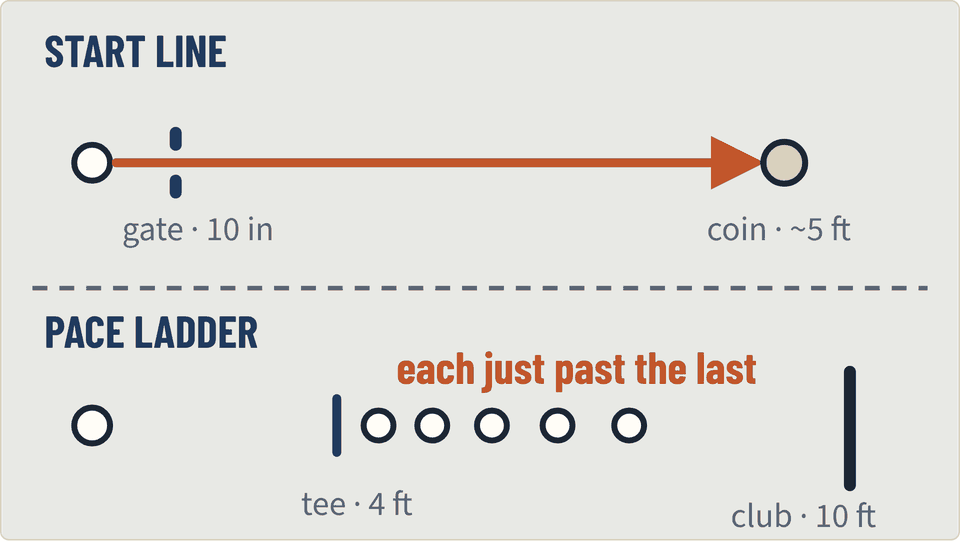 START LINE
gate · 10 in
coin · ~5 ft
PACE LADDER
each just past the last
tee · 4 ft
club · 10 ft